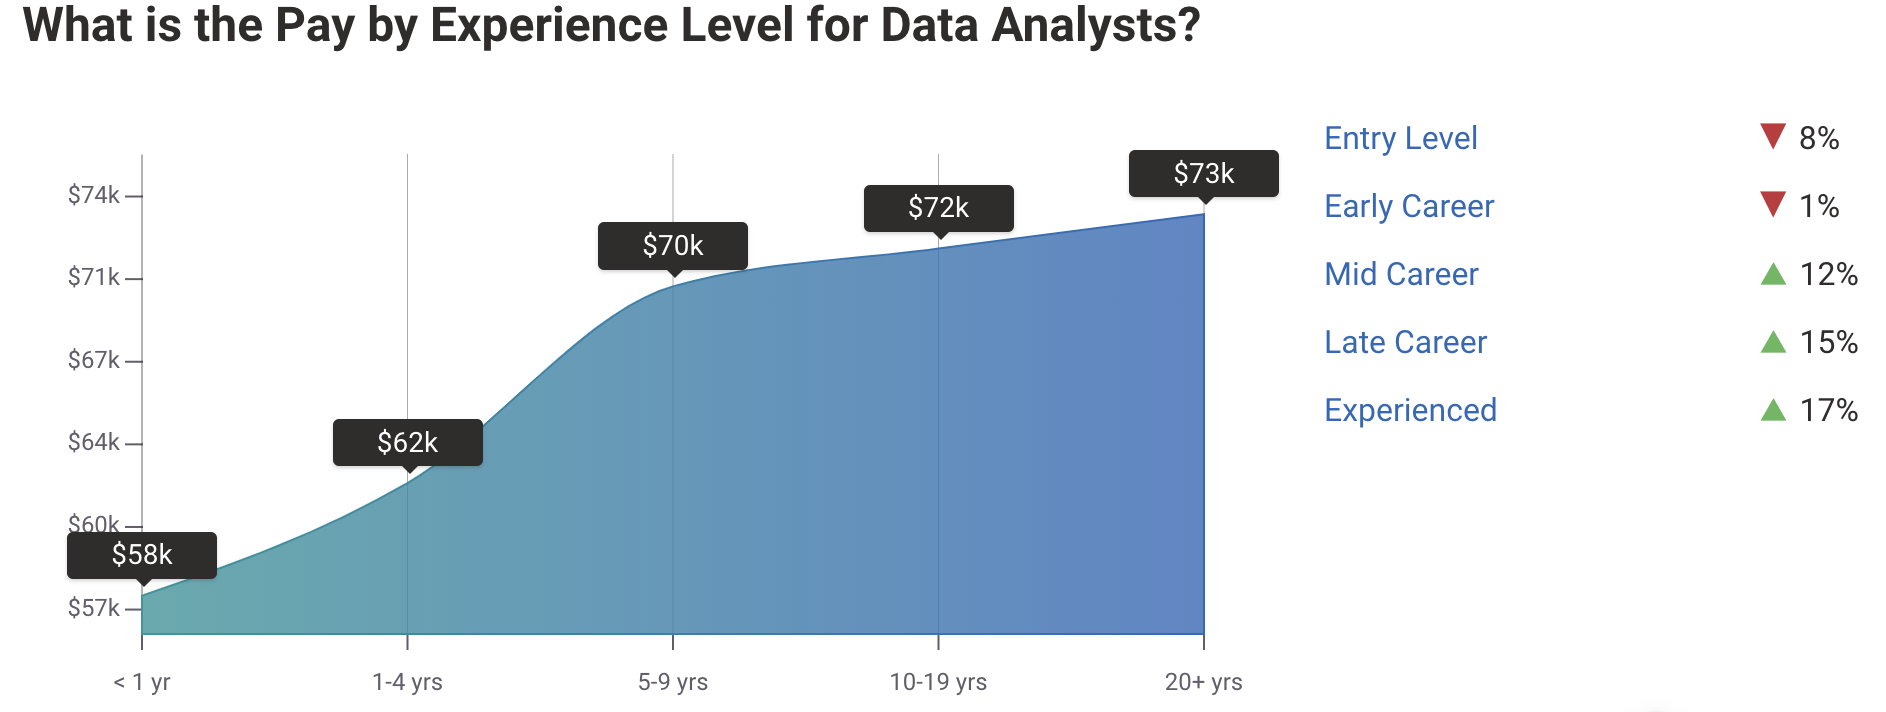 What is the Pay by Experience Level for Data Analysts?
$74k
$71k
$67k
$64k
$60k
$57k
$58k
$62k
$70k
$72k
$73k
< 1 yr
1-4 yrs
5-9 yrs
10-19 yrs
20+ yrs
Entry Level ▼ 8%
Early Career ▼ 1%
Mid Career ▲ 12%
Late Career ▲ 15%
Experienced ▲ 17%